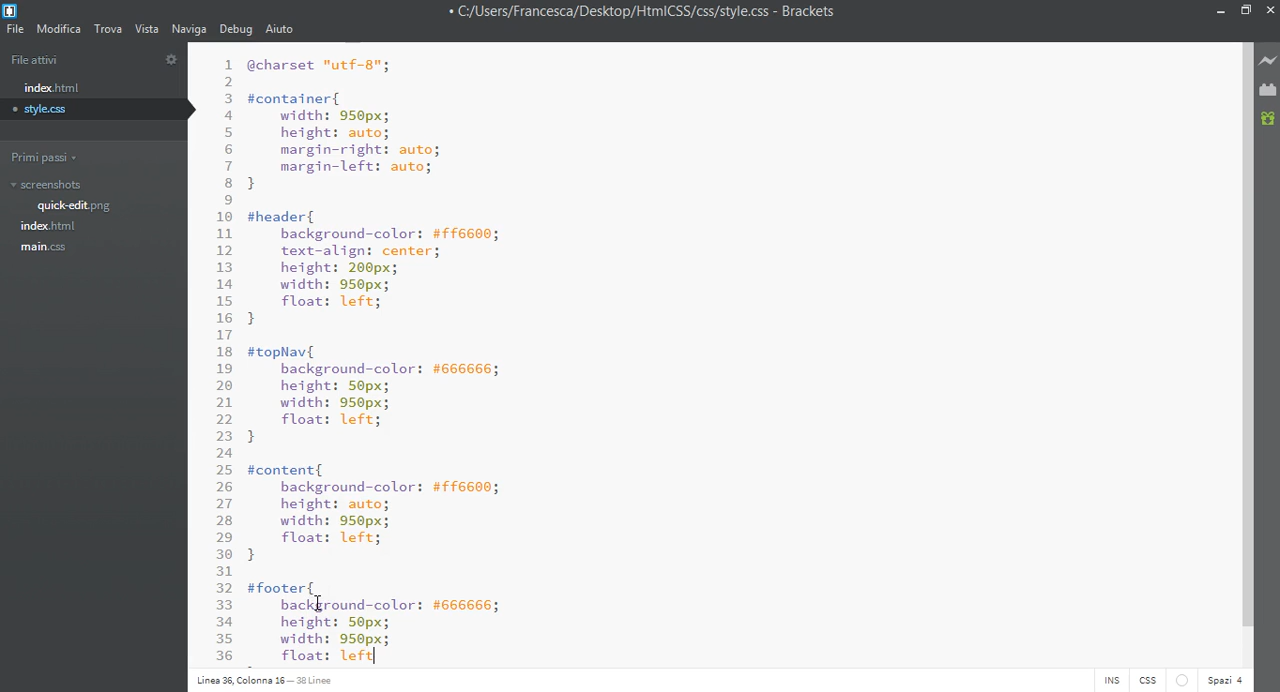 • C:/Users/Francesca/Desktop/HtmlCSS/css/style.css - Brackets
File Modifica Trova Vista Naviga Debug Aiuto
File attivi
index.html
• style.css
Primi passi
screenshots
quick-edit.png
index.html
main.css
1 @charset "utf-8";
2
3 #container{
4 width: 950px;
5 height: auto;
6 margin-right: auto;
7 margin-left: auto;
8 }
9
10 #header{
11 background-color: #ff6600;
12 text-align: center;
13 height: 200px;
14 width: 950px;
15 float: left;
16 }
17
18 #topNav{
19 background-color: #666666;
20 height: 50px;
21 width: 950px;
22 float: left;
23 }
24
25 #content{
26 background-color: #ff6600;
27 height: auto;
28 width: 950px;
29 float: left;
30 }
31
32 #footer{
33 background-color: #666666;
34 height: 50px;
35 width: 950px;
36 float: left
Linea 36, Colonna 16 — 38 Linee
INS CSS Spazi 4